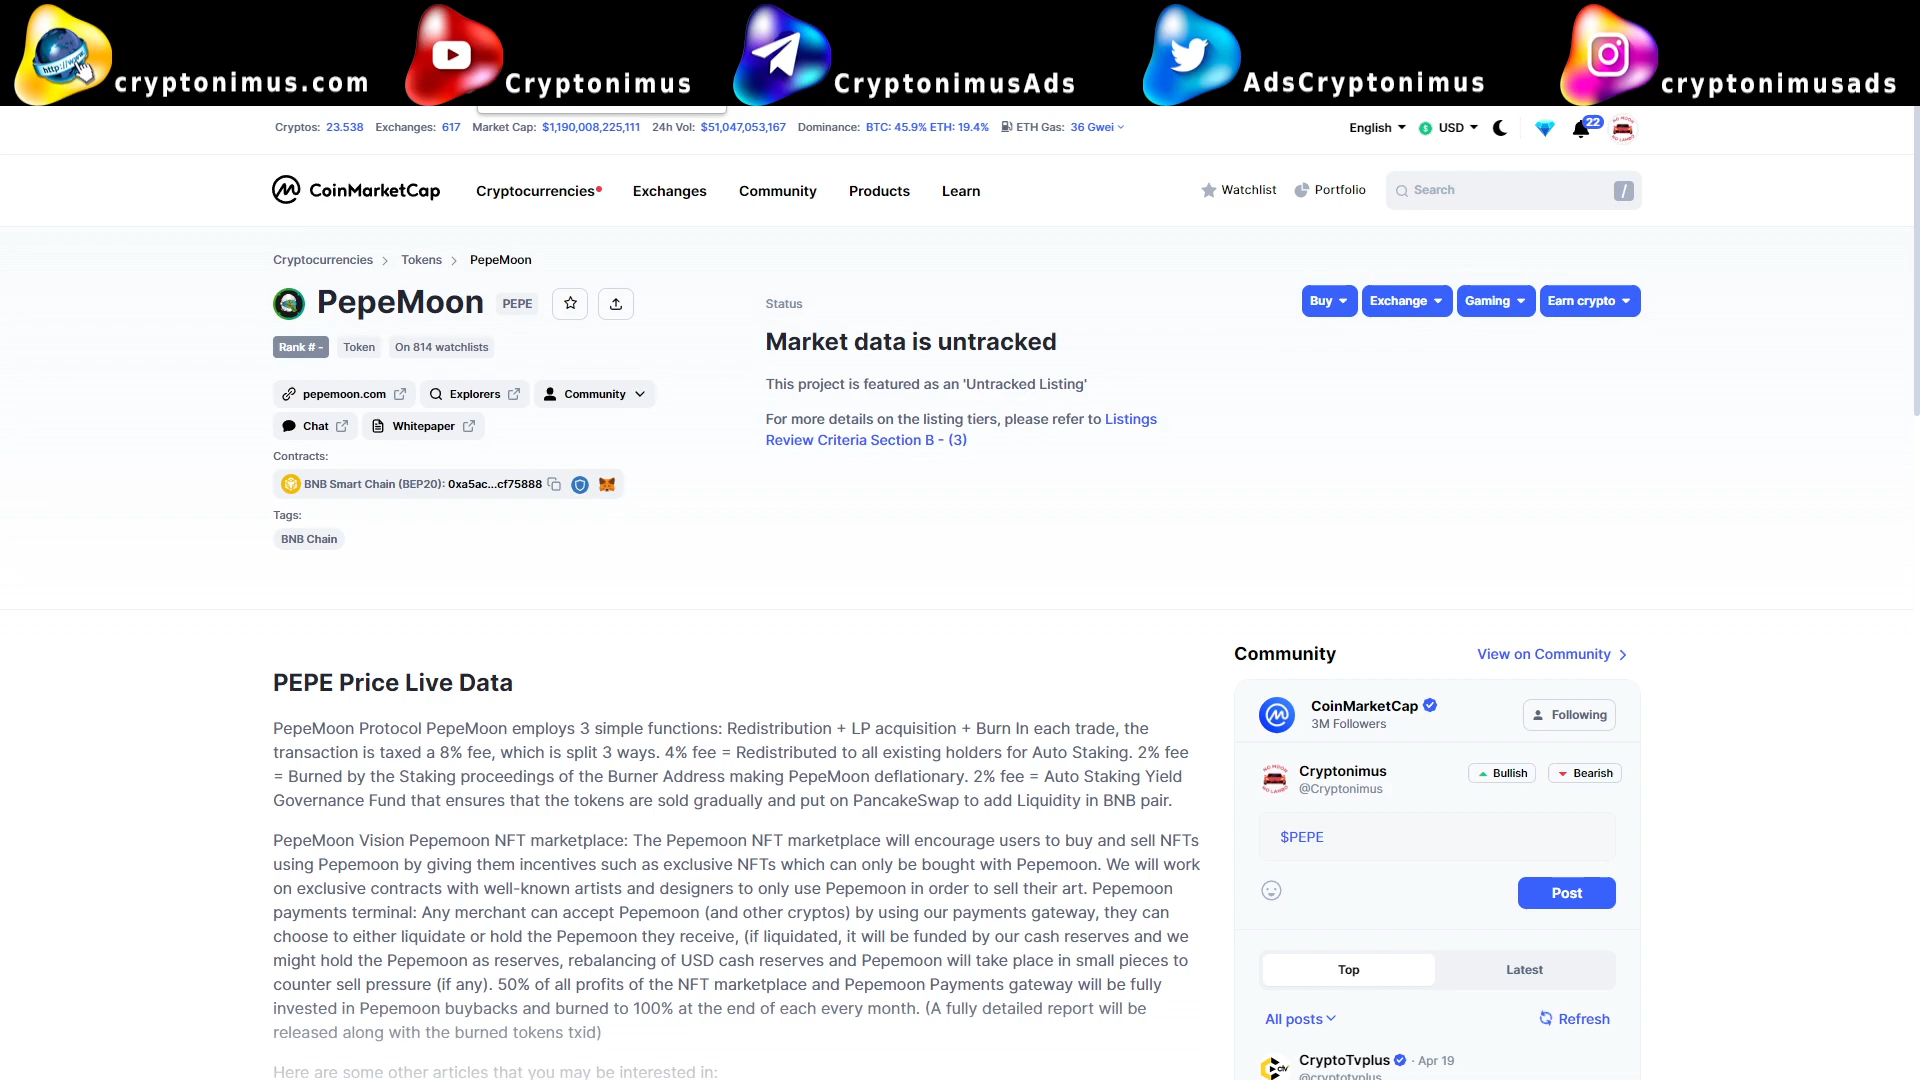 cryptonimus.com
Cryptonimus
CryptonimusAds
AdsCryptonimus
cryptonimusads
Cryptos: 23.538 Exchanges: 617 Market Cap: $1,190,008,225,111 24h Vol: $51,047,053,167 Dominance: BTC: 45.9% ETH: 19.4% ETH Gas: 36 Gwei
English
USD
22
CoinMarketCap
Cryptocurrencies Exchanges Community Products Learn
Watchlist Portfolio Search /
Cryptocurrencies > Tokens > PepeMoon
PepeMoon PEPE
Rank # - Token On 814 watchlists
pepemoon.com Explorers Community
Chat Whitepaper
Contracts:
BNB Smart Chain (BEP20): 0xa5ac...cf75888
Tags:
BNB Chain
Status
Market data is untracked
This project is featured as an 'Untracked Listing'
For more details on the listing tiers, please refer to Listings
Review Criteria Section B - (3)
Buy Exchange Gaming Earn crypto
PEPE Price Live Data
PepeMoon Protocol PepeMoon employs 3 simple functions: Redistribution + LP acquisition + Burn In each trade, the
transaction is taxed a 8% fee, which is split 3 ways. 4% fee = Redistributed to all existing holders for Auto Staking. 2% fee
= Burned by the Staking proceedings of the Burner Address making PepeMoon deflationary. 2% fee = Auto Staking Yield
Governance Fund that ensures that the tokens are sold gradually and put on PancakeSwap to add Liquidity in BNB pair.
PepeMoon Vision Pepemoon NFT marketplace: The Pepemoon NFT marketplace will encourage users to buy and sell NFTs
using Pepemoon by giving them incentives such as exclusive NFTs which can only be bought with Pepemoon. We will work
on exclusive contracts with well-known artists and designers to only use Pepemoon in order to sell their art. Pepemoon
payments terminal: Any merchant can accept Pepemoon (and other cryptos) by using our payments gateway, they can
choose to either liquidate or hold the Pepemoon they receive, (if liquidated, it will be funded by our cash reserves and we
might hold the Pepemoon as reserves, rebalancing of USD cash reserves and Pepemoon will take place in small pieces to
counter sell pressure (if any). 50% of all profits of the NFT marketplace and Pepemoon Payments gateway will be fully
invested in Pepemoon buybacks and burned to 100% at the end of each every month. (A fully detailed report will be
released along with the burned tokens txid)
Here are some other articles that you may be interested in:
Community
View on Community >
CoinMarketCap
3M Followers
Following
Cryptonimus
@Cryptonimus
Bullish Bearish
$PEPE
Post
Top Latest
All posts
Refresh
CryptoTvplus · Apr 19
@cryptotvplus